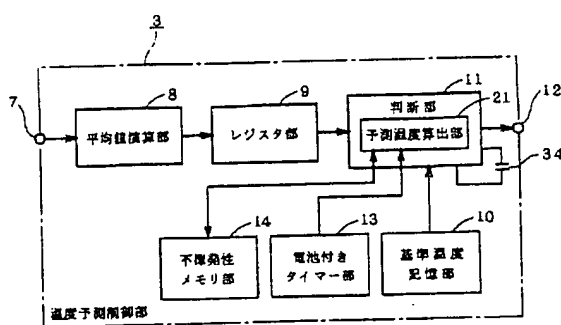 3
7
8
9
11
12
平均値演算部
レジスタ部
判断部
21
予測温度算出部
34
14
13
10
不揮発性
メモリ部
電池付き
タイマー部
基準温度
記憶部
温度予測制御部